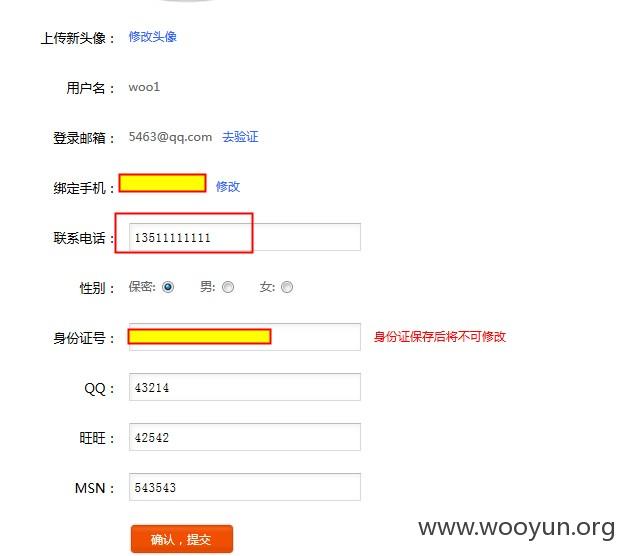 上传新头像： 修改头像
用户名： woo1
登录邮箱： 5463@qq.com 去验证
绑定手机： 修改
联系电话： 13511111111
性别： 保密: 男: 女:
身份证号： 身份证保存后将不可修改
QQ： 43214
旺旺： 42542
MSN： 543543
确认，提交
www.wooyun.org